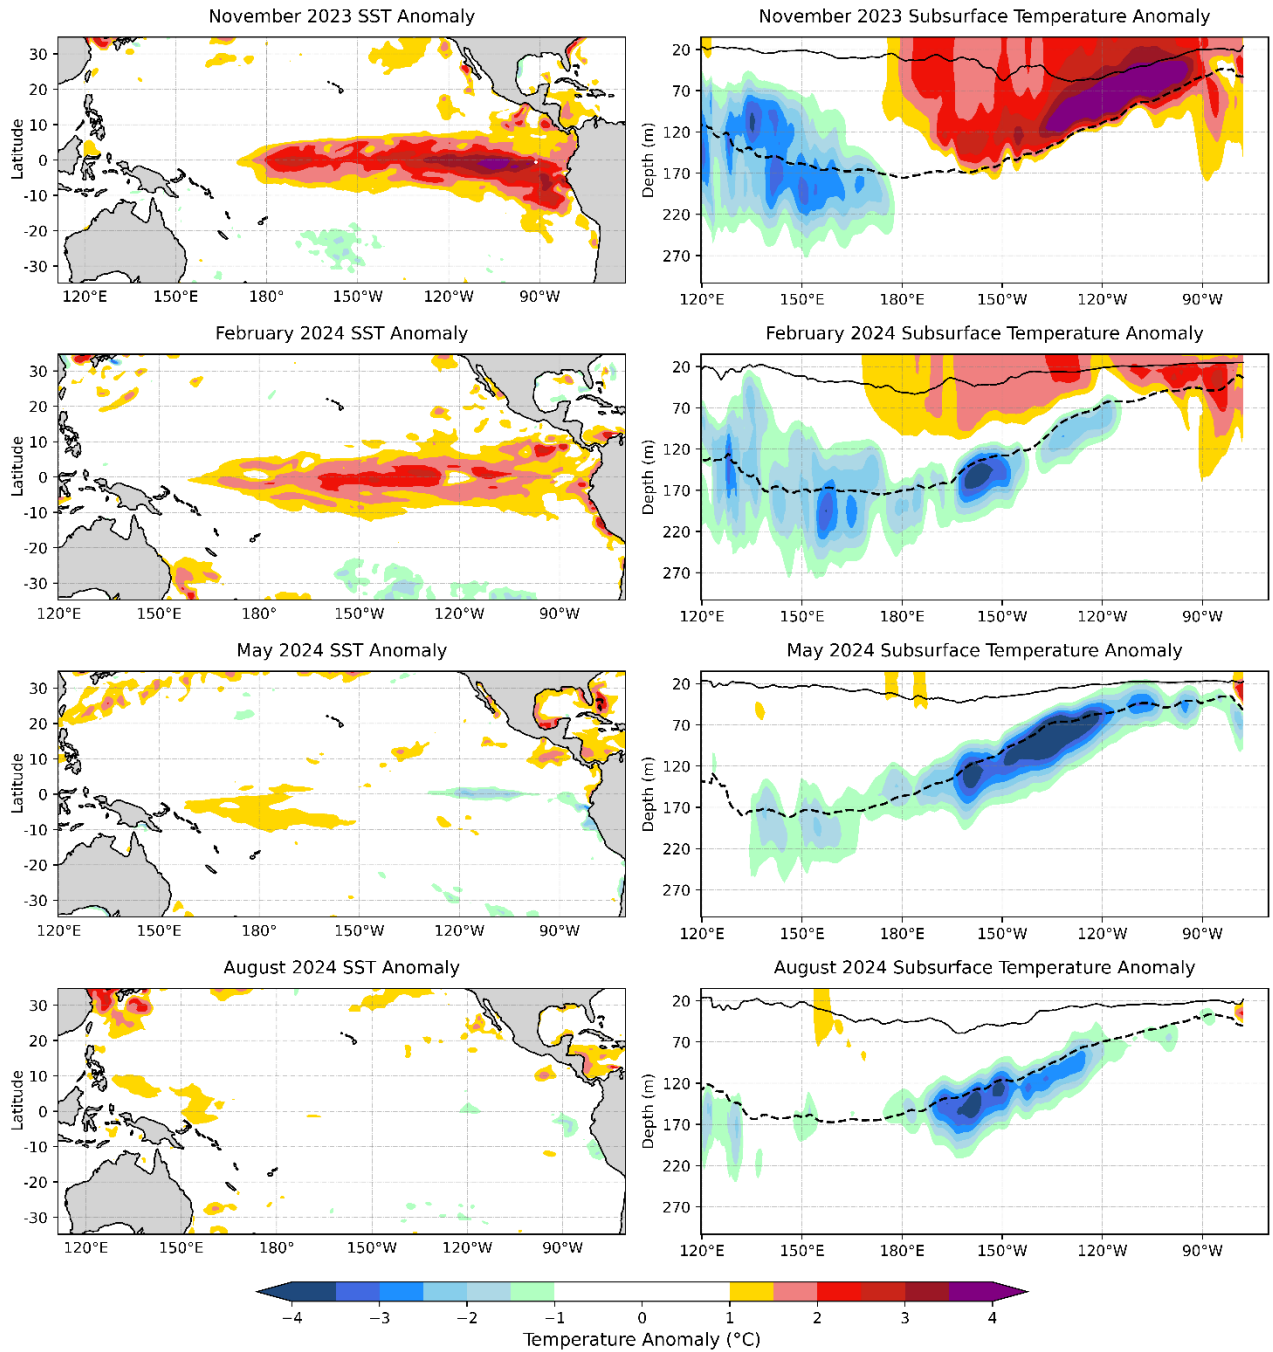 November 2023 SST Anomaly
Latitude
30
20
10
0
-10
-20
-30
120°E 150°E 180° 150°W 120°W 90°W
November 2023 Subsurface Temperature Anomaly
Depth (m)
20
70
120
170
220
270
120°E 150°E 180° 150°W 120°W 90°W
February 2024 SST Anomaly
Latitude
30
20
10
0
-10
-20
-30
120°E 150°E 180° 150°W 120°W 90°W
February 2024 Subsurface Temperature Anomaly
Depth (m)
20
70
120
170
220
270
120°E 150°E 180° 150°W 120°W 90°W
May 2024 SST Anomaly
Latitude
30
20
10
0
-10
-20
-30
120°E 150°E 180° 150°W 120°W 90°W
May 2024 Subsurface Temperature Anomaly
Depth (m)
20
70
120
170
220
270
120°E 150°E 180° 150°W 120°W 90°W
August 2024 SST Anomaly
Latitude
30
20
10
0
-10
-20
-30
120°E 150°E 180° 150°W 120°W 90°W
August 2024 Subsurface Temperature Anomaly
Depth (m)
20
70
120
170
220
270
120°E 150°E 180° 150°W 120°W 90°W
−4 −3 −2 −1 0 1 2 3 4
Temperature Anomaly (°C)